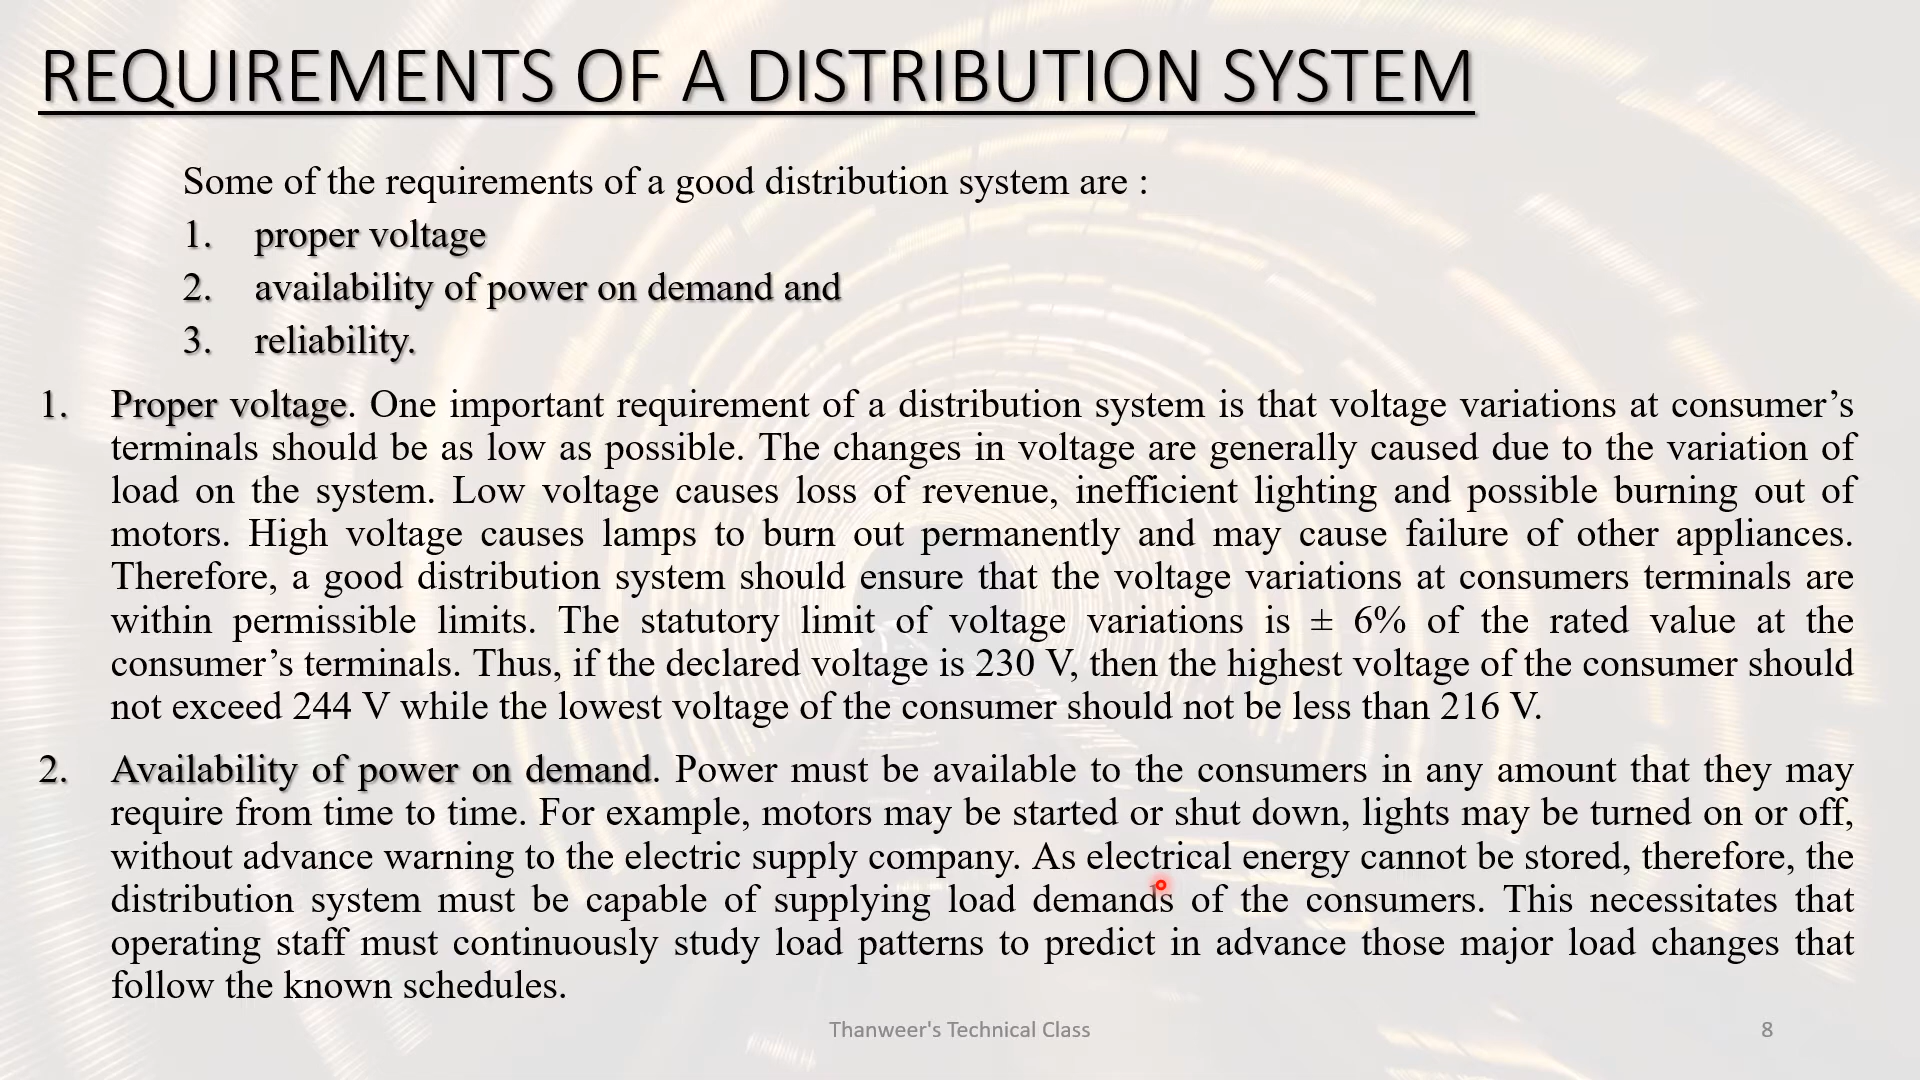 REQUIREMENTS OF A DISTRIBUTION SYSTEM
Some of the requirements of a good distribution system are :
1. proper voltage
2. availability of power on demand and
3. reliability.
1. Proper voltage. One important requirement of a distribution system is that voltage variations at consumer’s
terminals should be as low as possible. The changes in voltage are generally caused due to the variation of
load on the system. Low voltage causes loss of revenue, inefficient lighting and possible burning out of
motors. High voltage causes lamps to burn out permanently and may cause failure of other appliances.
Therefore, a good distribution system should ensure that the voltage variations at consumers terminals are
within permissible limits. The statutory limit of voltage variations is ± 6% of the rated value at the
consumer’s terminals. Thus, if the declared voltage is 230 V, then the highest voltage of the consumer should
not exceed 244 V while the lowest voltage of the consumer should not be less than 216 V.
2. Availability of power on demand. Power must be available to the consumers in any amount that they may
require from time to time. For example, motors may be started or shut down, lights may be turned on or off,
without advance warning to the electric supply company. As electrical energy cannot be stored, therefore, the
distribution system must be capable of supplying load demands of the consumers. This necessitates that
operating staff must continuously study load patterns to predict in advance those major load changes that
follow the known schedules.
Thanweer's Technical Class
8